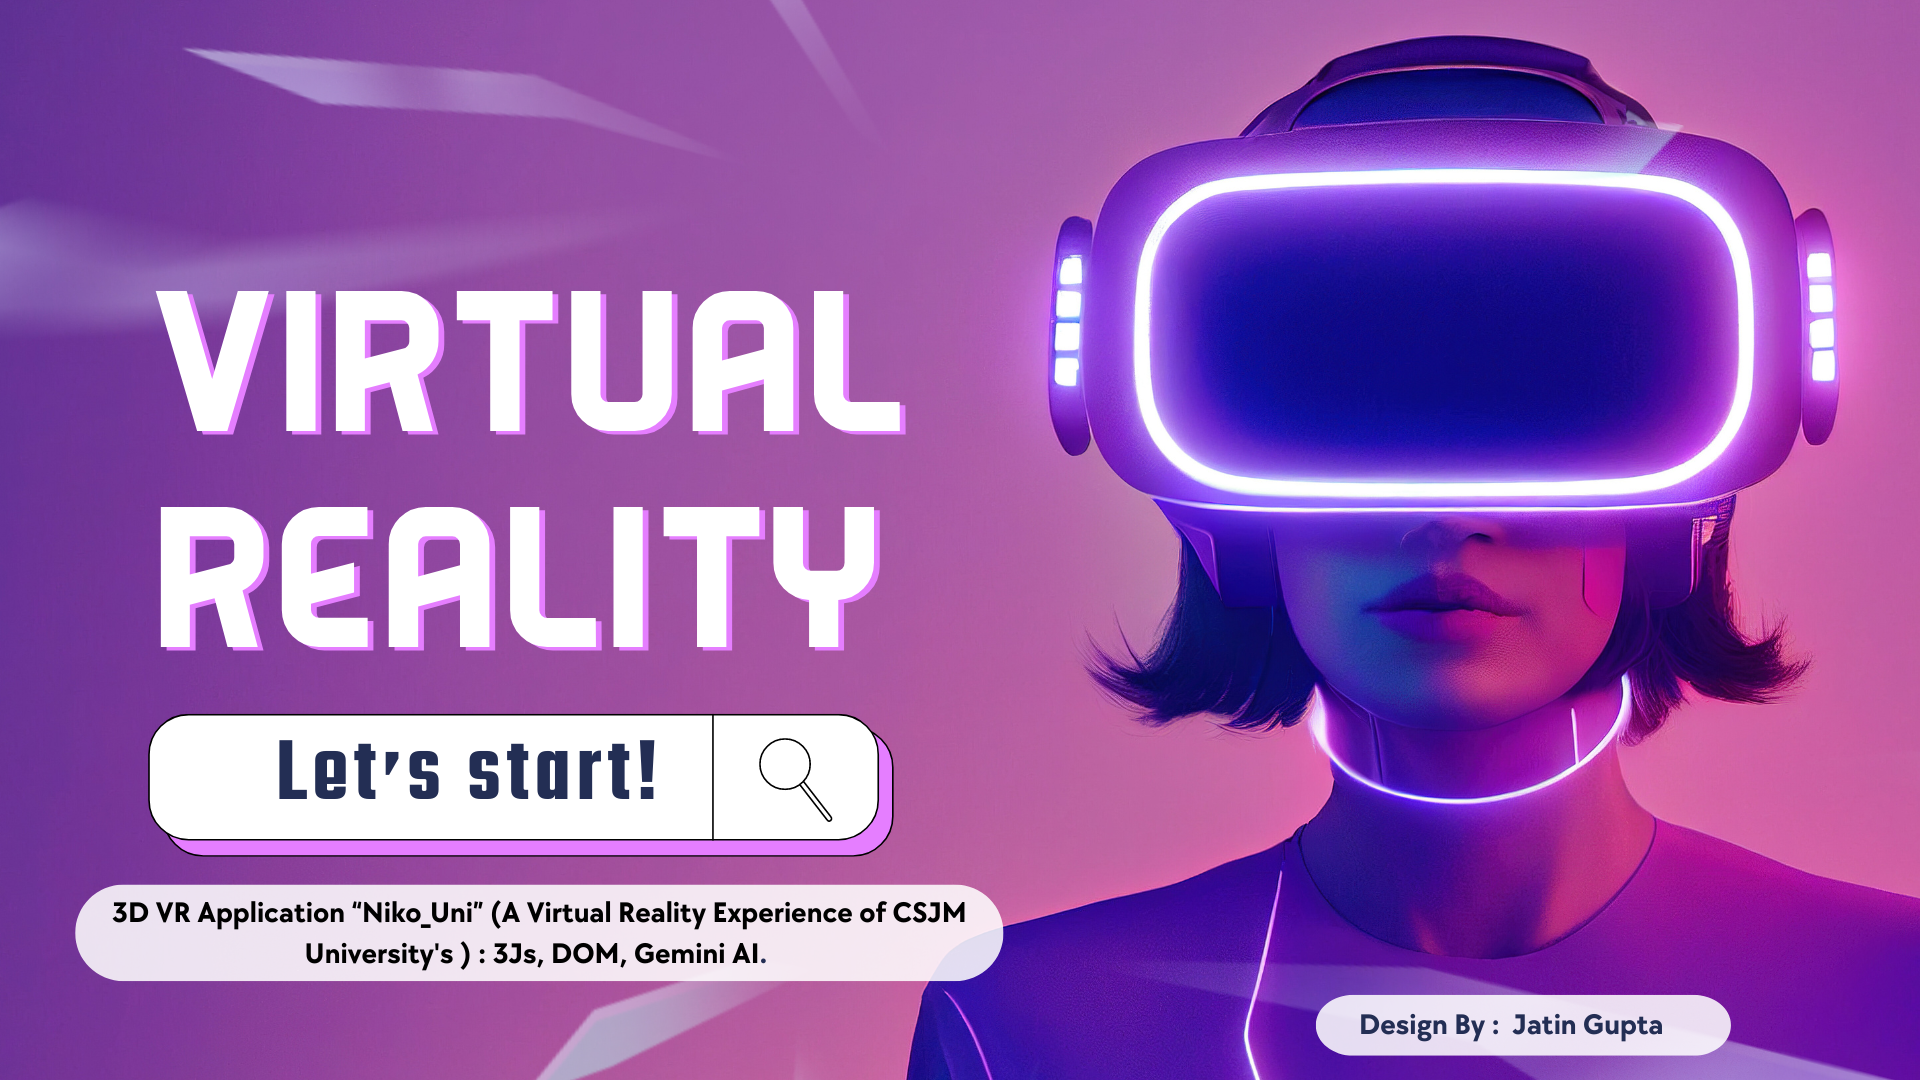 VIRTUAL
REALITY
Let's start!
3D VR Application “Niko_Uni” (A Virtual Reality Experience of CSJM
University's ) : 3Js, DOM, Gemini AI.
Design By : Jatin Gupta